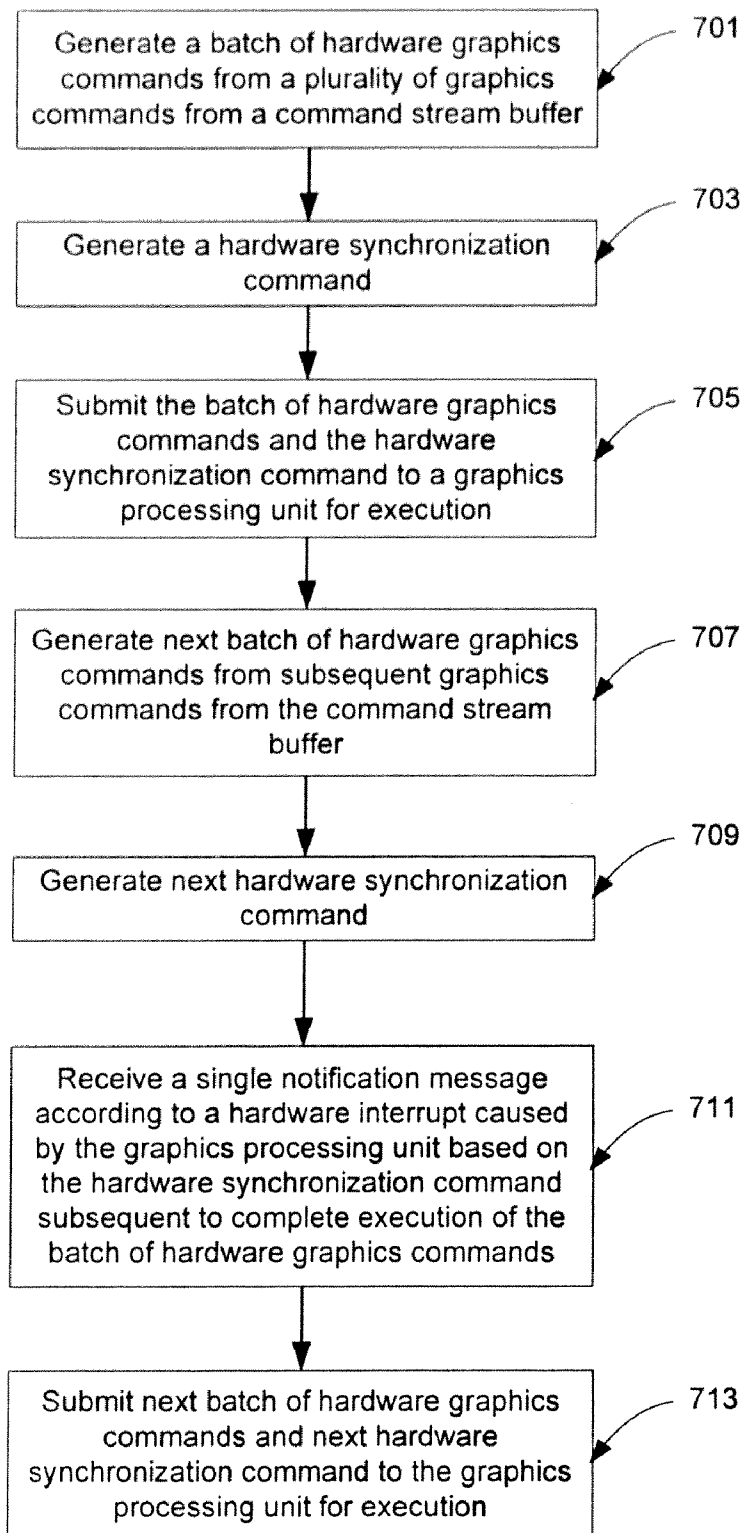 Generate a batch of hardware graphics
commands from a plurality of graphics
commands from a command stream buffer
701
Generate a hardware synchronization
command
703
Submit the batch of hardware graphics
commands and the hardware
synchronization command to a graphics
processing unit for execution
705
Generate next batch of hardware graphics
commands from subsequent graphics
commands from the command stream
buffer
707
Generate next hardware synchronization
command
709
Receive a single notification message
according to a hardware interrupt caused
by the graphics processing unit based on
the hardware synchronization command
subsequent to complete execution of the
batch of hardware graphics commands
711
Submit next batch of hardware graphics
commands and next hardware
synchronization command to the graphics
processing unit for execution
713